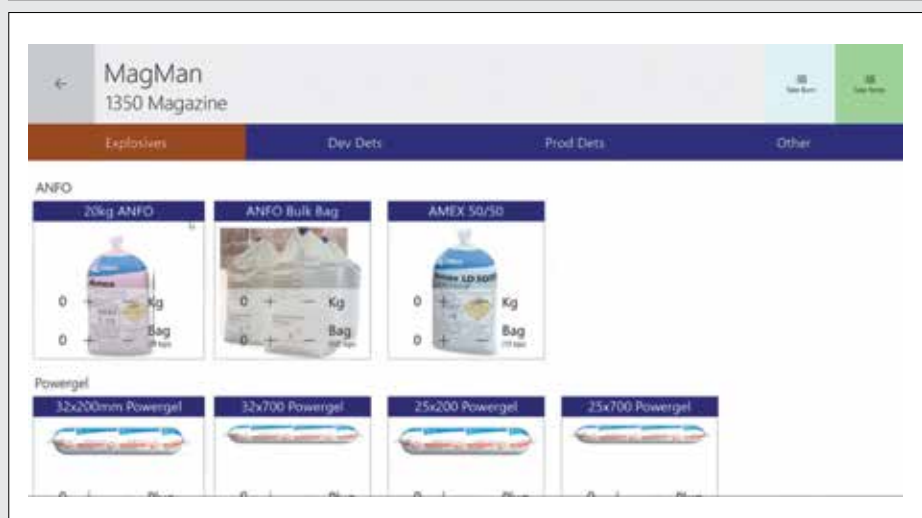 MagMan
1350 Magazine
Explosives
Dev Dets
Prod Dets
Other
ANFO
20kg ANFO
ANFO Bulk Bag
AMEX 50/50
Amex
0 + − Kg
0 + − Bag
0 + − Kg
0 + − Bag
0 + − Kg
0 + − Bag
Powergel
32x200mm Powergel
32x700 Powergel
25x200 Powergel
25x700 Powergel